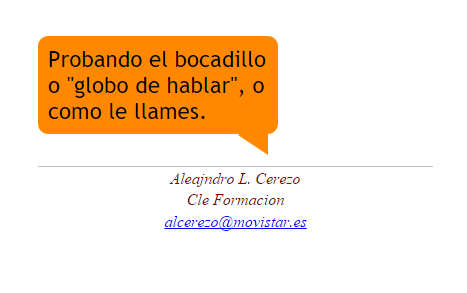 Probando el bocadillo
o "globo de hablar", o
como le llames.
Aleajndro L. Cerezo
Cle Formacion
alcerezo@movistar.es